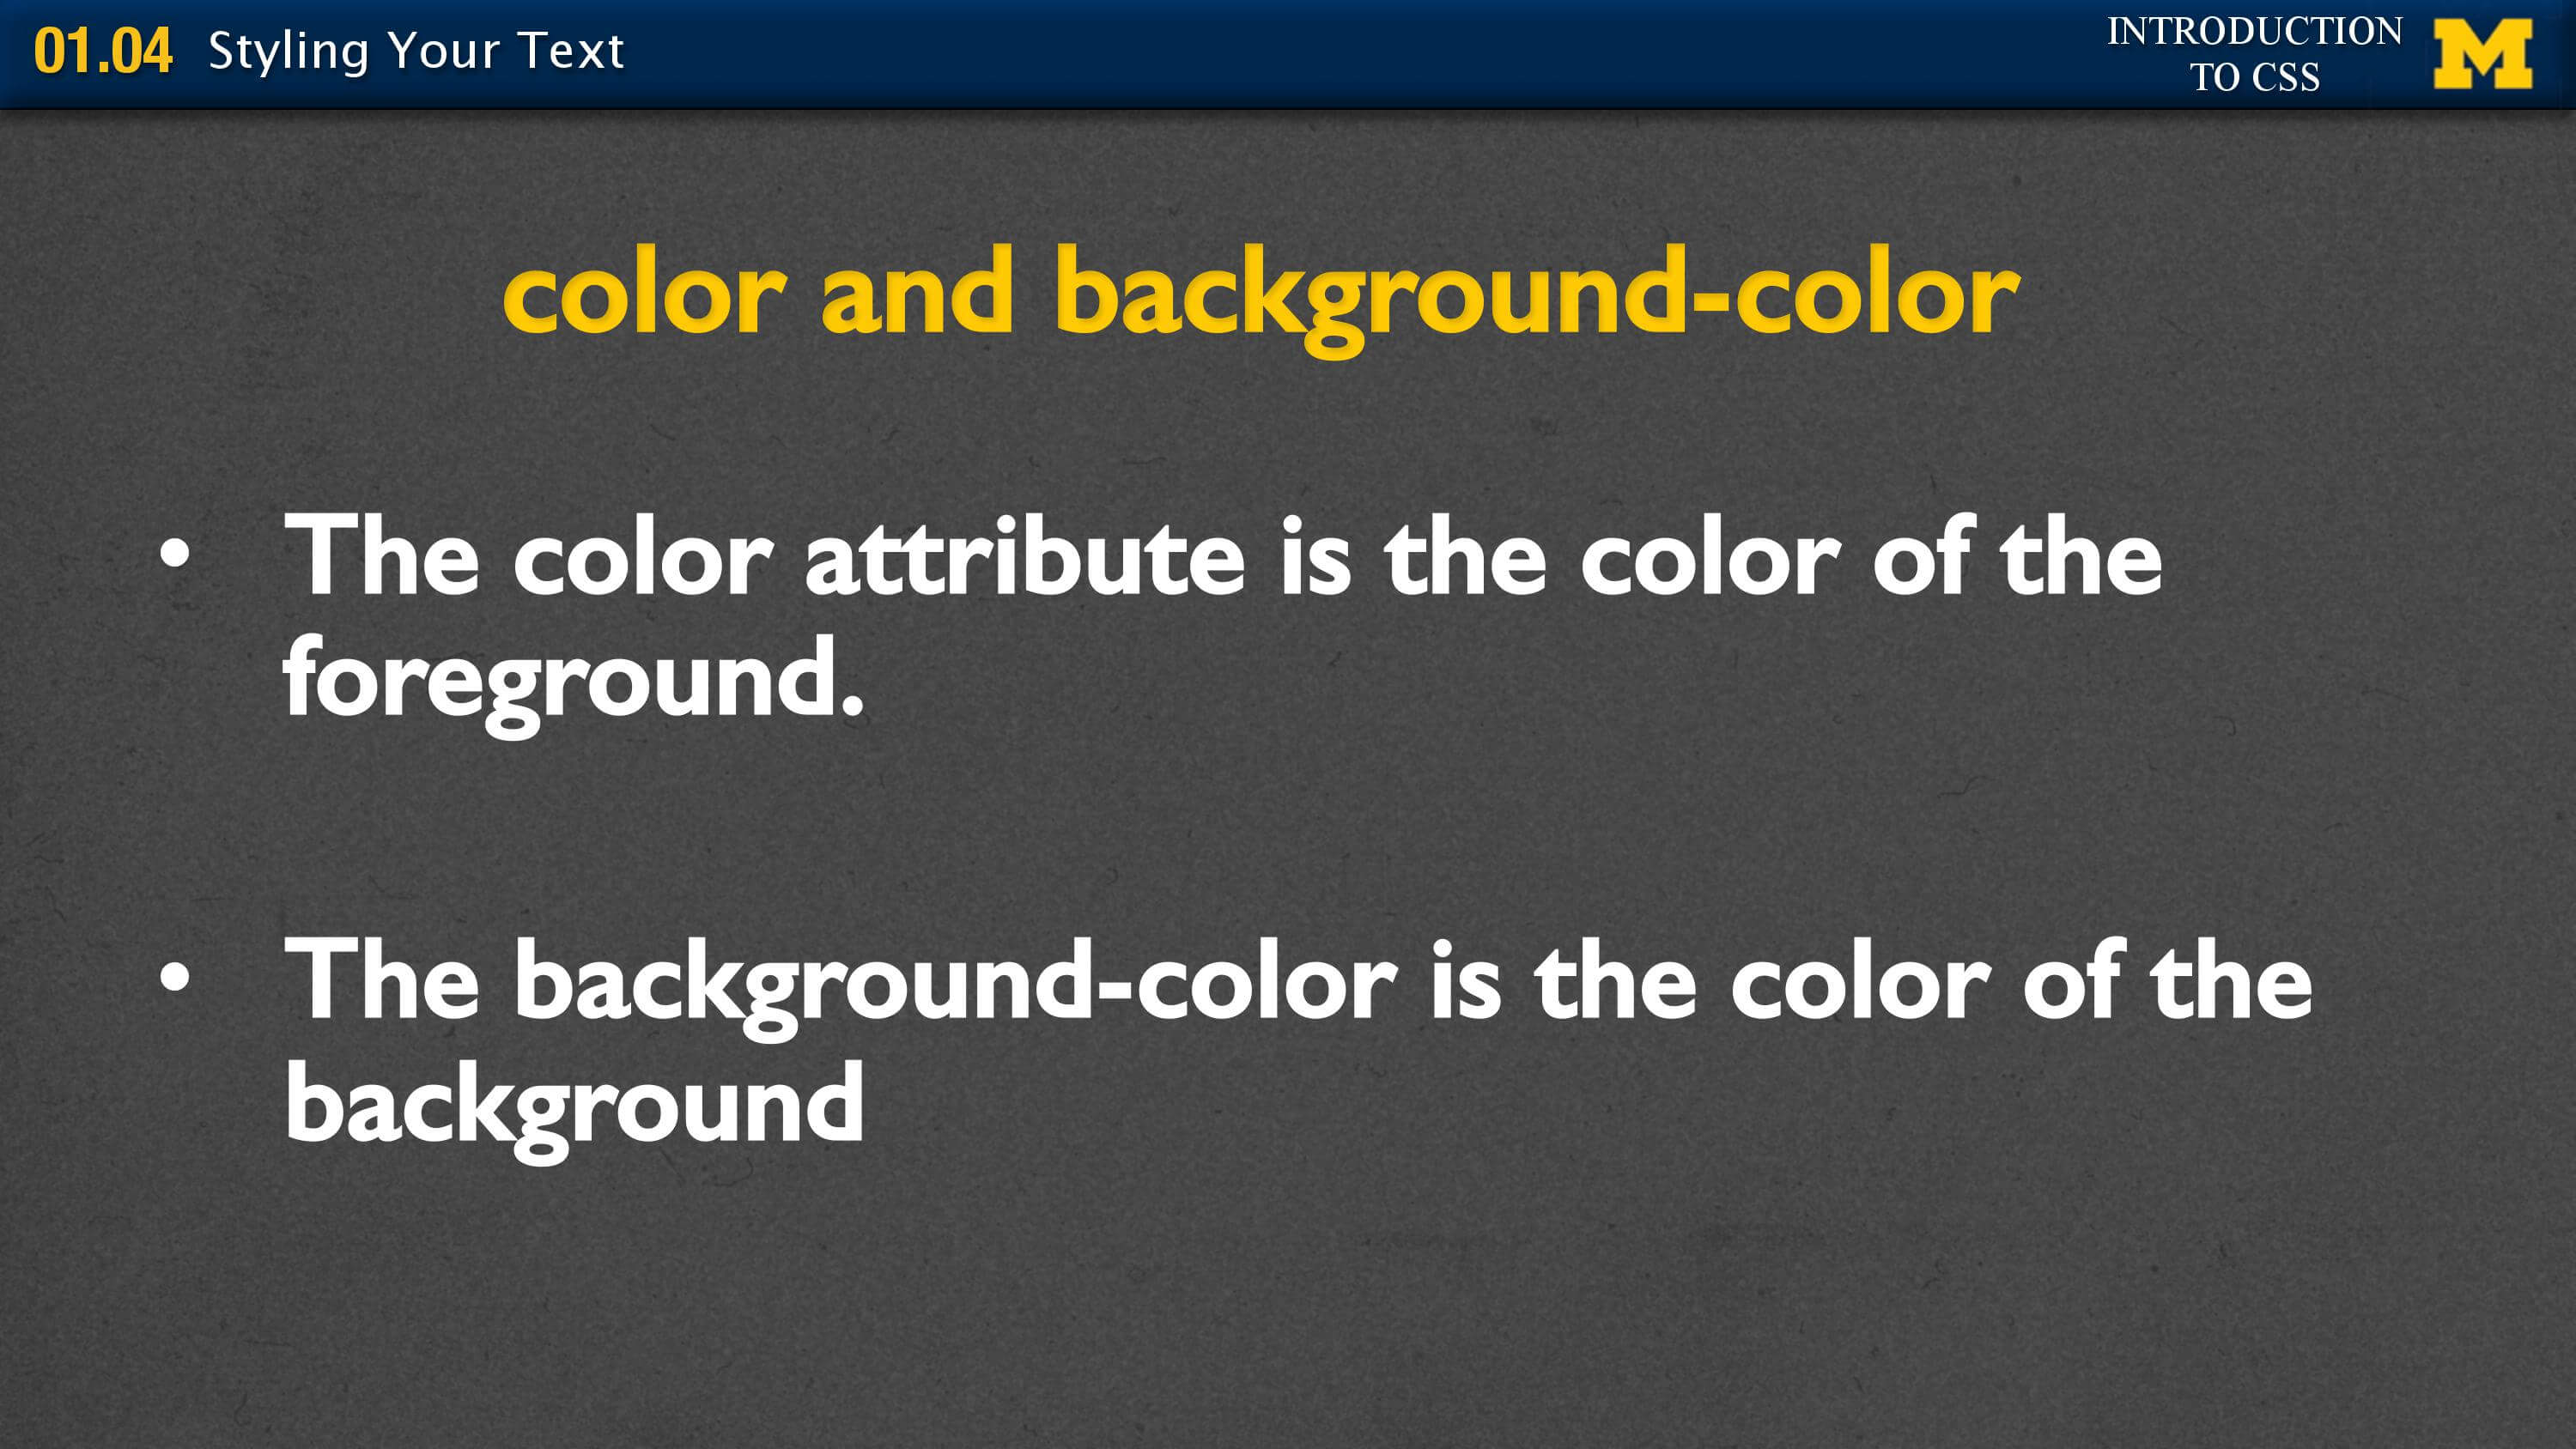 01.04 Styling Your Text
INTRODUCTION
TO CSS
M
color and background-color
• The color attribute is the color of the
foreground.
• The background-color is the color of the
background